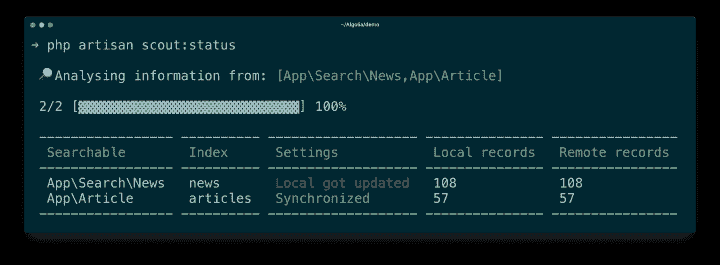 ~/Algolia/demo
→ php artisan scout:status
🔎Analysing information from: [App\Search\News,App\Article]
2/2 [▓▓▓▓▓▓▓▓▓▓▓▓▓▓▓▓▓▓▓▓▓▓▓▓▓▓▓▓] 100%
Searchable Index Settings Local records Remote records
App\Search\News news Local got updated 108 108
App\Article articles Synchronized 57 57